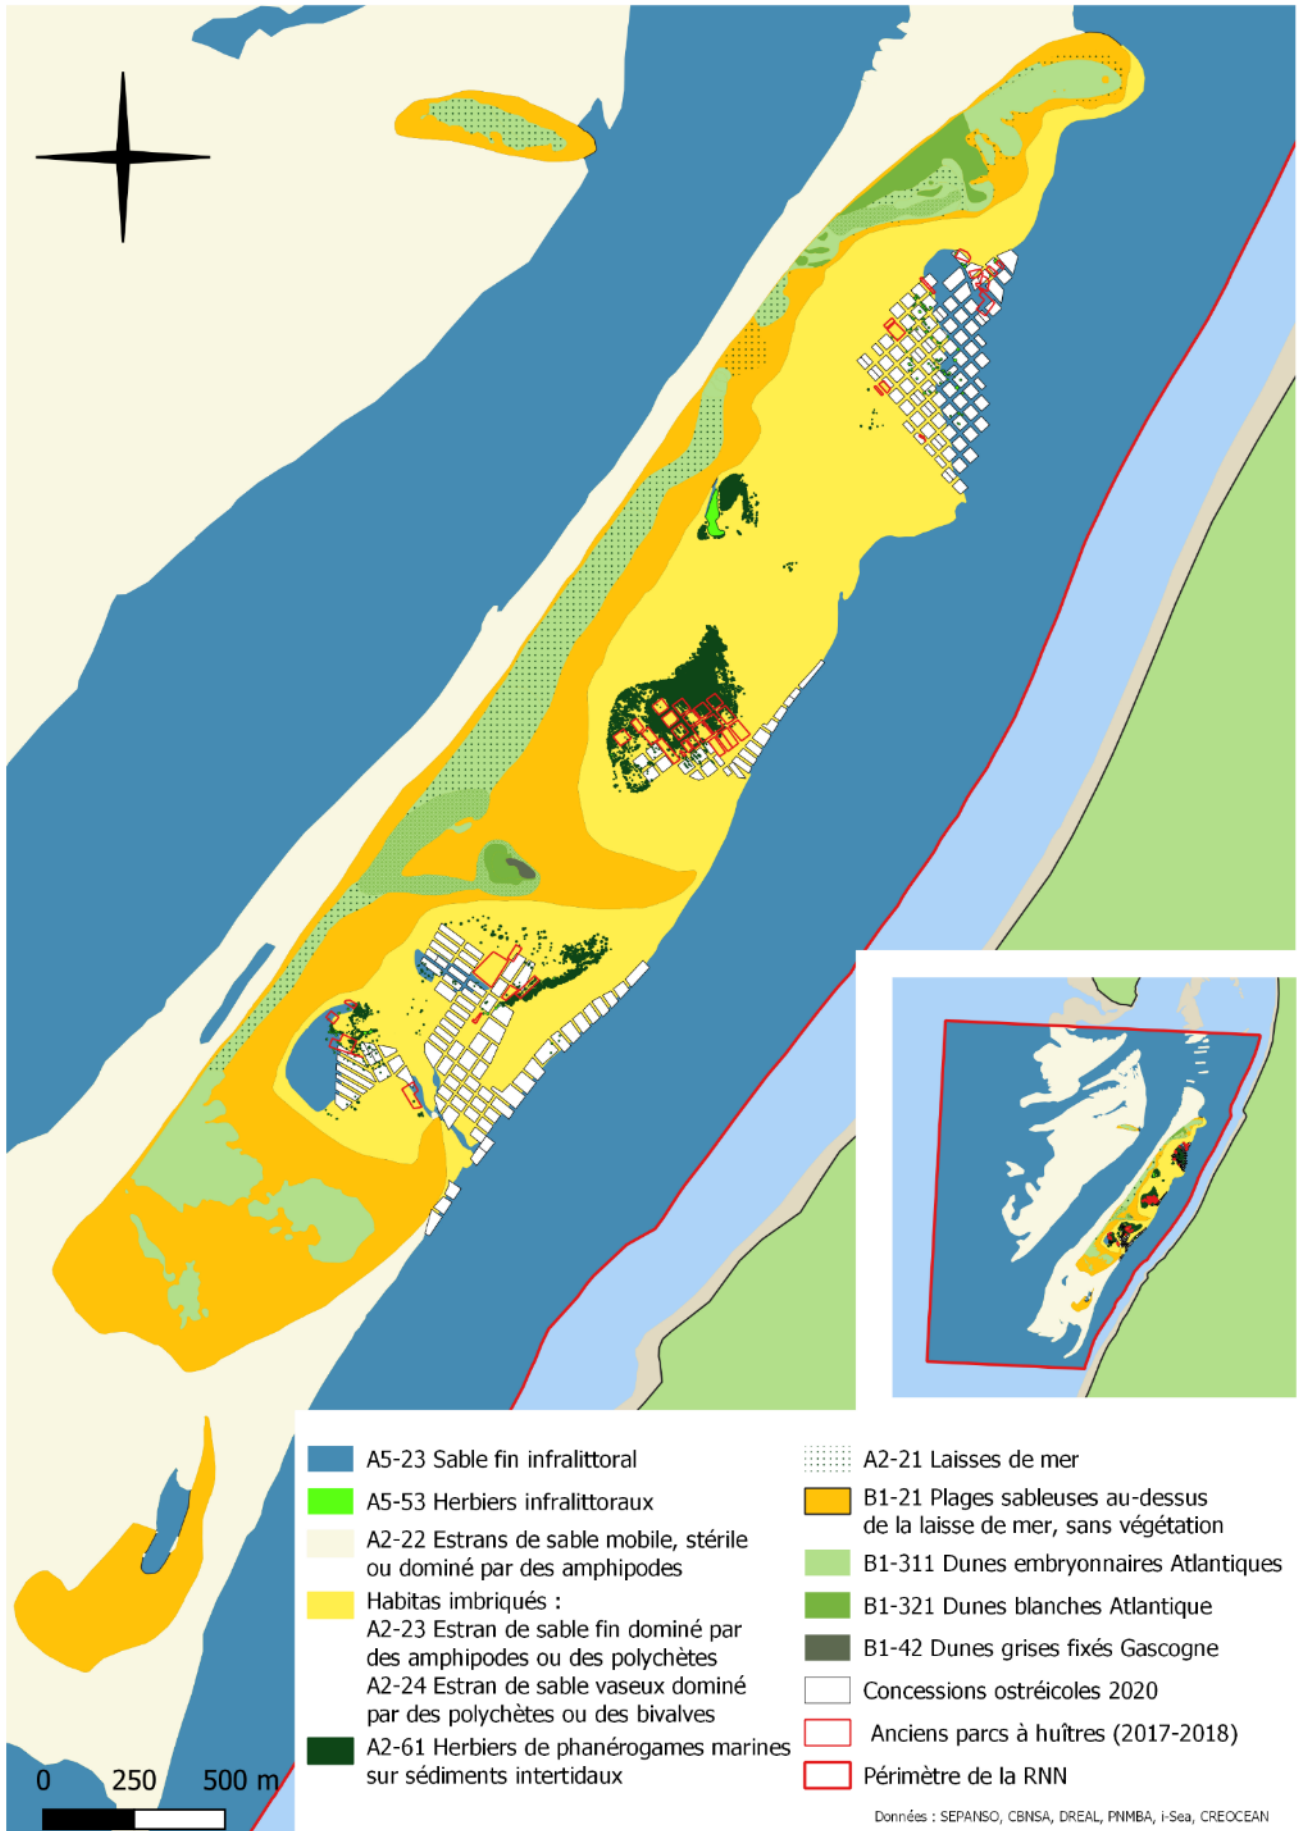 A5-23 Sable fin infralittoral
A5-53 Herbiers infralittoraux
A2-22 Estrans de sable mobile, stérile
ou dominé par des amphipodes
Habitas imbriqués :
A2-23 Estran de sable fin dominé par
des amphipodes ou des polychètes
A2-24 Estran de sable vaseux dominé
par des polychètes ou des bivalves
A2-61 Herbiers de phanérogames marines
sur sédiments intertidaux
A2-21 Laisses de mer
B1-21 Plages sableuses au-dessus
de la laisse de mer, sans végétation
B1-311 Dunes embryonnaires Atlantiques
B1-321 Dunes blanches Atlantique
B1-42 Dunes grises fixés Gascogne
Concessions ostréicoles 2020
Anciens parcs à huîtres (2017-2018)
Périmètre de la RNN
0 250 500 m
Données : SEPANSO, CBNSA, DREAL, PNMBA, i-Sea, CREOCEAN